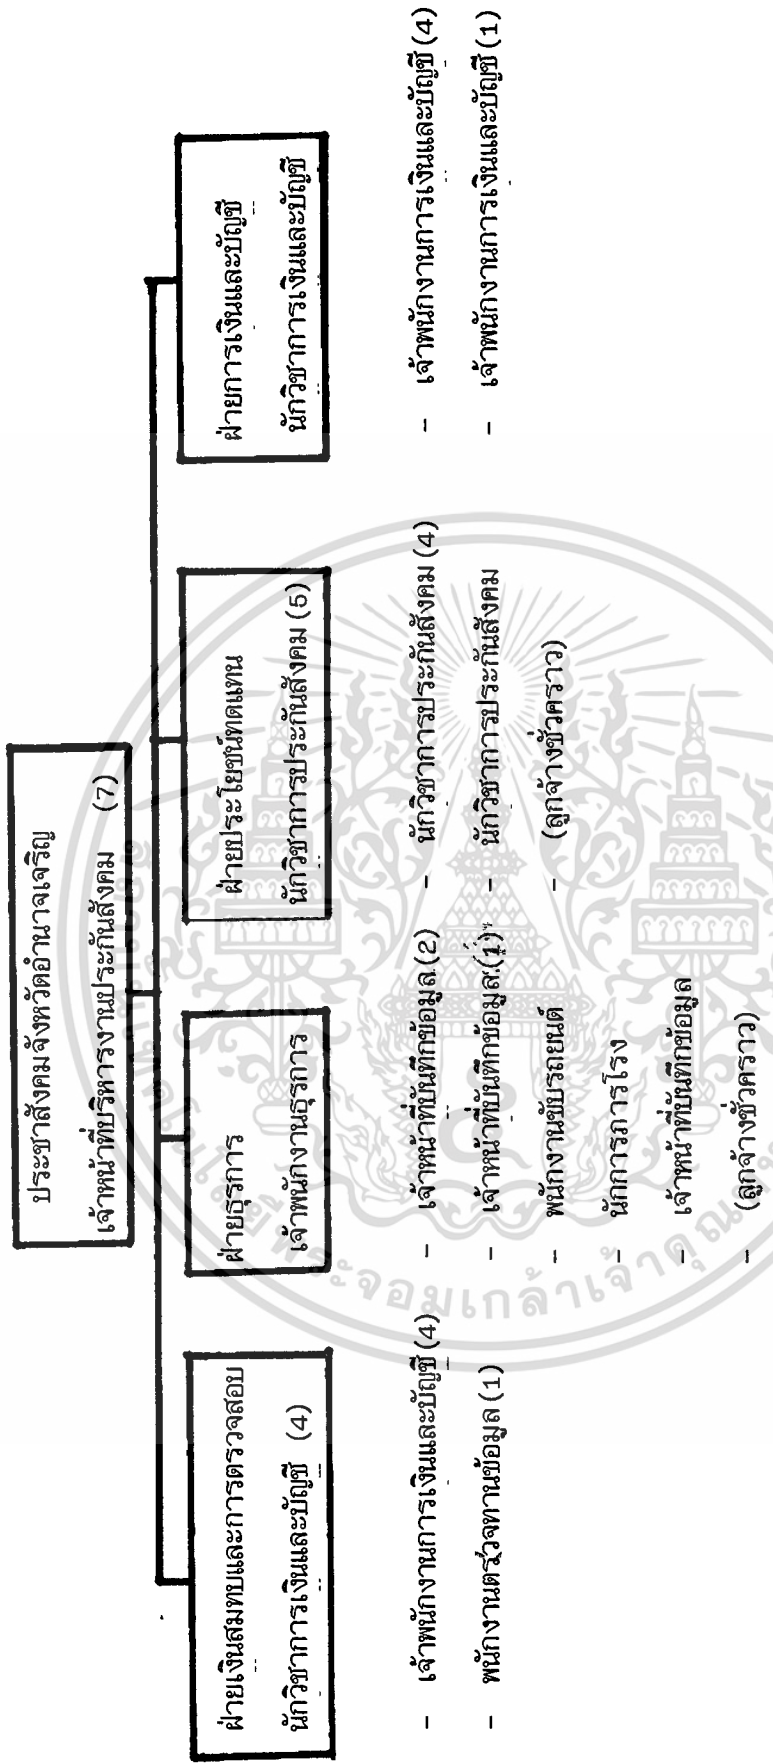 ประชาสังคมจังหวัดอำนาจเจริญ
เจ้าหน้าที่บริหารงานประกันสังคม (7)
ฝ่ายเงินสมทบและการตรวจสอบ
นักวิชาการเงินและบัญชี (4)
- เจ้าพนักงานการเงินและบัญชี (4)
- พนักงานตรวจทานข้อมูล (1)
ฝ่ายธุรการ
เจ้าพนักงานธุรการ
- เจ้าหน้าที่บันทึกข้อมูล (2)
- เจ้าหน้าที่บันทึกข้อมูล (1)
- พนักงานขับรถยนต์
- นักการภารโรง
- เจ้าหน้าที่บันทึกข้อมูล
- (ลูกจ้างชั่วคราว)
ฝ่ายประโยชน์ทดแทน
นักวิชาการประกันสังคม (5)
- นักวิชาการประกันสังคม (4)
- นักวิชาการประกันสังคม
- (ลูกจ้างชั่วคราว)
ฝ่ายการเงินและบัญชี
นักวิชาการเงินและบัญชี
- เจ้าพนักงานการเงินและบัญชี (4)
- เจ้าพนักงานการเงินและบัญชี (1)